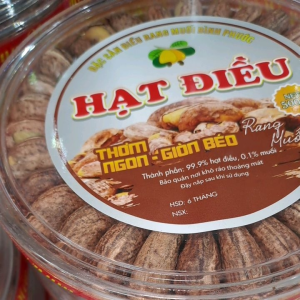 ĐẶC SẢN ĐIỀU RANG MUỐI BÌNH PHƯỚC
HẠT ĐIỀU
THƠM
NGON - GIÒN BÉO
Rang
Muối
Thành phần: 99.9% hạt điều, 0.1% muối
Bảo quản nơi khô ráo thoáng mát
Đậy nắp sau khi sử dụng
HSD: 6 THÁNG
NSX: